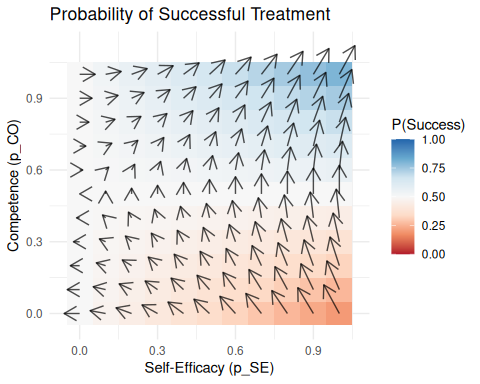 Probability of Successful Treatment
Competence (p_CO)
0.9
0.6
0.3
0.0
0.0 0.3 0.6 0.9
Self-Efficacy (p_SE)
P(Success)
1.00
0.75
0.50
0.25
0.00